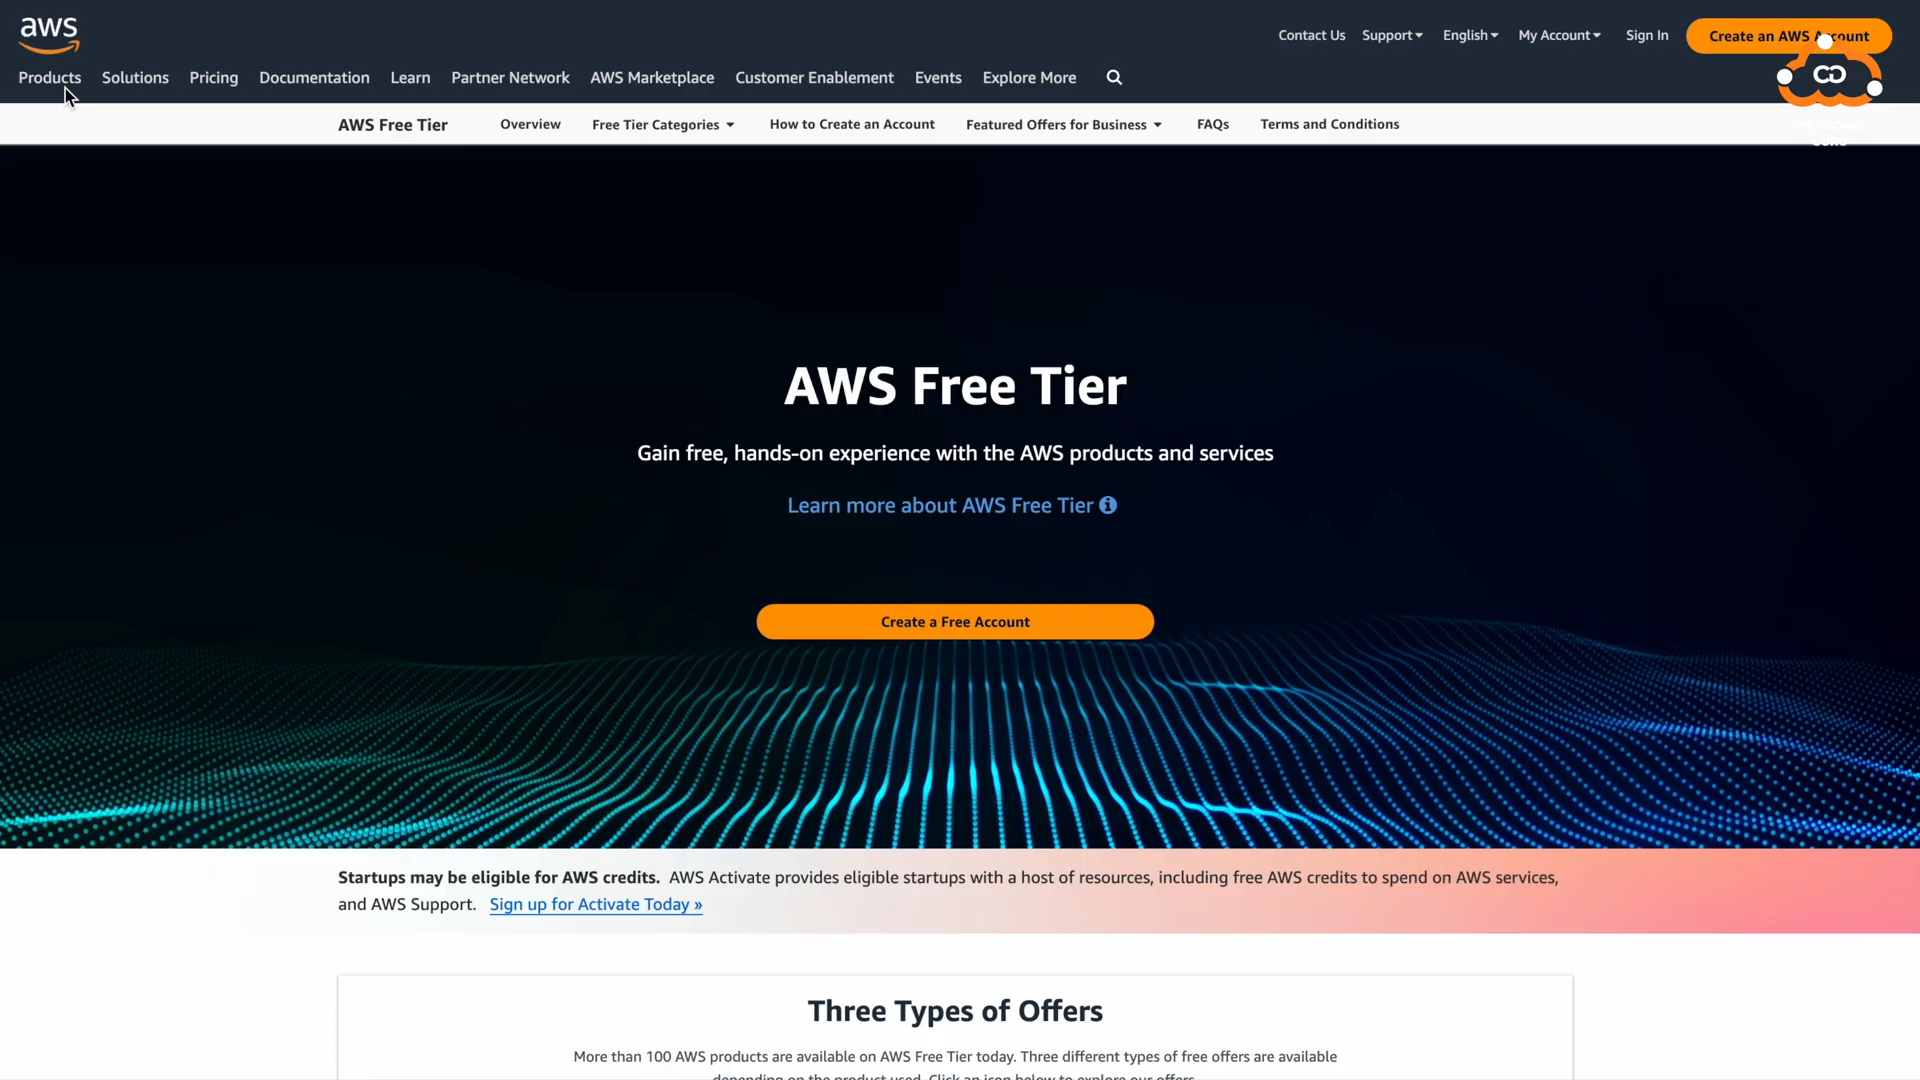 aws
Contact Us Support English My Account Sign In Create an AWS Account
Products Solutions Pricing Documentation Learn Partner Network AWS Marketplace Customer Enablement Events Explore More
AWS Free Tier Overview Free Tier Categories How to Create an Account Featured Offers for Business FAQs Terms and Conditions
AWS Free Tier
Gain free, hands-on experience with the AWS products and services
Learn more about AWS Free Tier
Create a Free Account
Startups may be eligible for AWS credits. AWS Activate provides eligible startups with a host of resources, including free AWS credits to spend on AWS services,
and AWS Support. Sign up for Activate Today »
Three Types of Offers
More than 100 AWS products are available on AWS Free Tier today. Three different types of free offers are available
depending on the product used. Click an icon below to explore our offers.